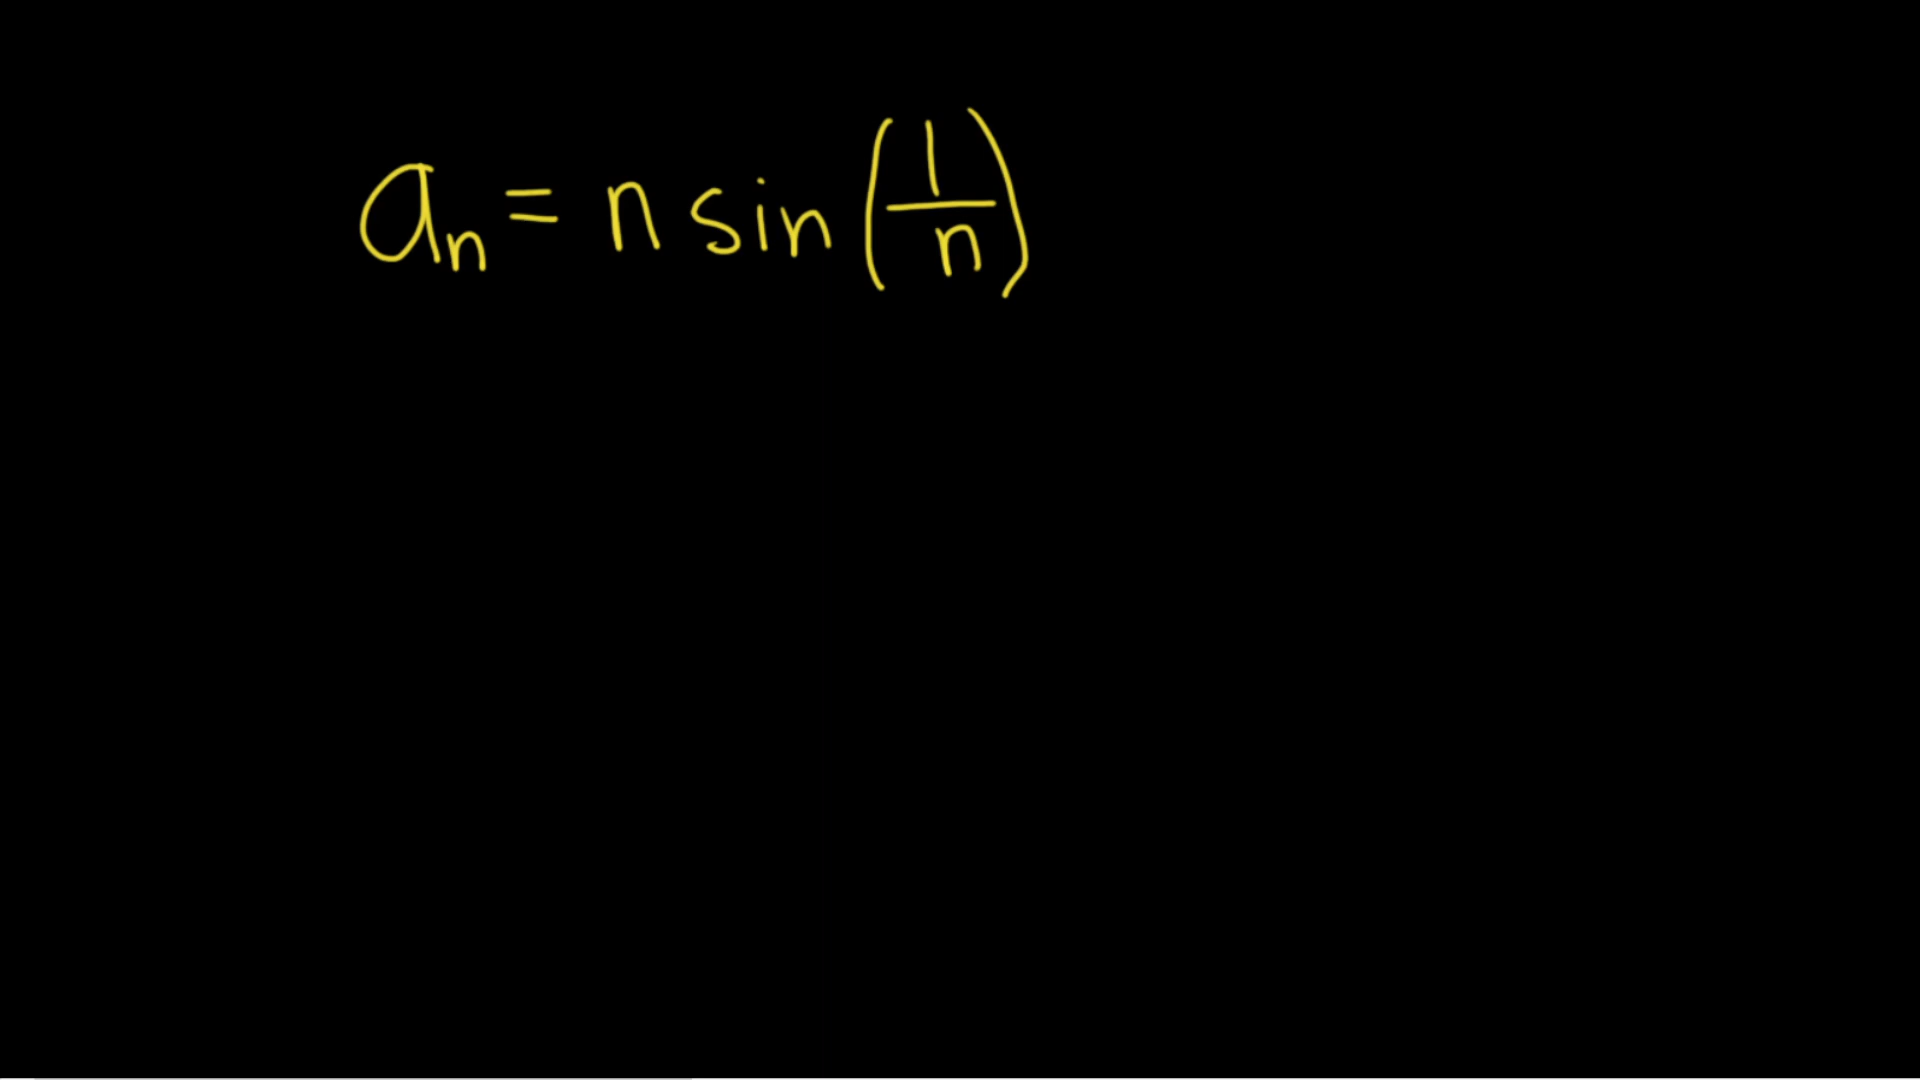 aₙ = n sin(1/n)